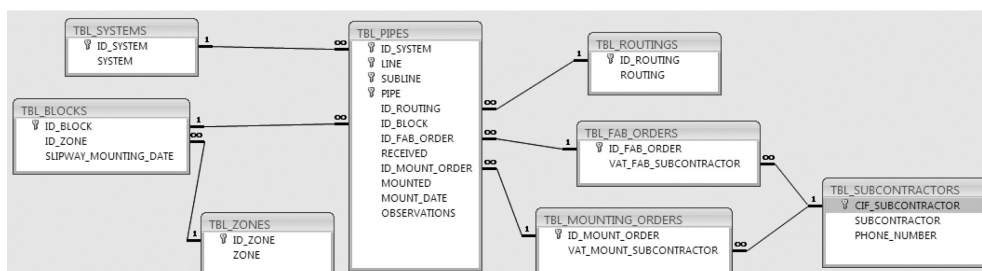 TBL_SYSTEMS
ID_SYSTEM
SYSTEM
1
∞
TBL_BLOCKS
ID_BLOCK
ID_ZONE
SLIPWAY_MOUNTING_DATE
1
∞
∞
TBL_ZONES
1
ID_ZONE
ZONE
TBL_PIPES
ID_SYSTEM
LINE
SUBLINE
PIPE
ID_ROUTING
ID_BLOCK
ID_FAB_ORDER
RECEIVED
ID_MOUNT_ORDER
MOUNTED
MOUNT_DATE
OBSERVATIONS
∞
∞
∞
TBL_ROUTINGS
1
ID_ROUTING
ROUTING
TBL_FAB_ORDERS
1
ID_FAB_ORDER
VAT_FAB_SUBCONTRACTOR
∞
TBL_MOUNTING_ORDERS
1
ID_MOUNT_ORDER
VAT_MOUNT_SUBCONTRACTOR
∞
TBL_SUBCONTRACTORS
1
CIF_SUBCONTRACTOR
SUBCONTRACTOR
PHONE_NUMBER